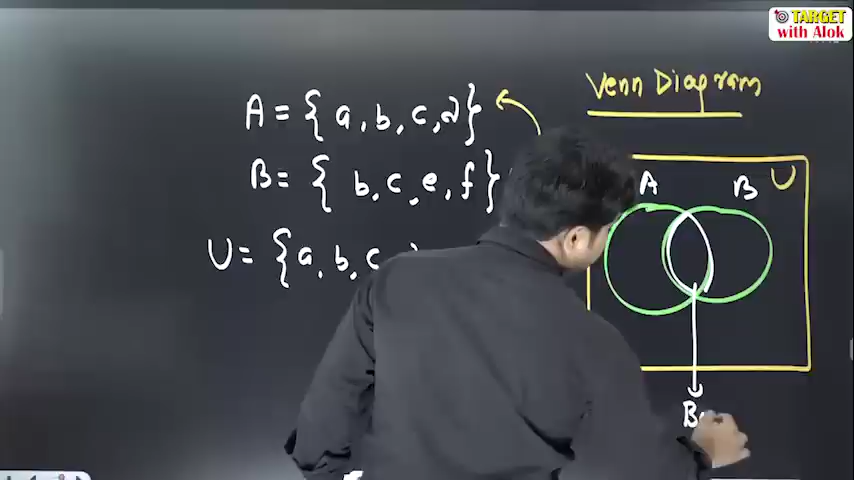 TARGET
with Alok
Venn Diagram
A = { a, b, c, d }
B = { b, c, e, f }
U = { a, b, c
A
B
U